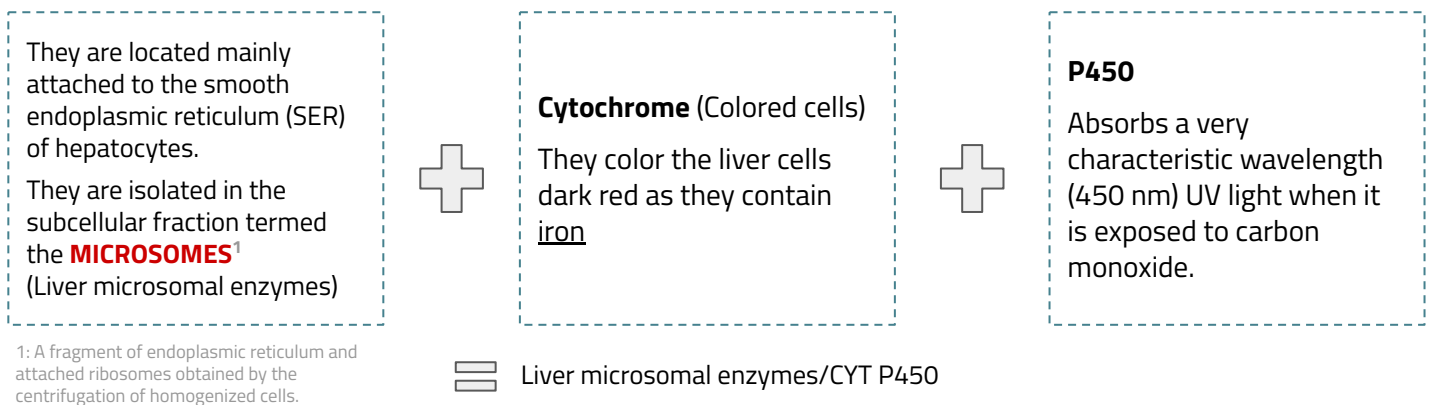 They are located mainly
attached to the smooth
endoplasmic reticulum (SER)
of hepatocytes.
They are isolated in the
subcellular fraction termed
the MICROSOMES¹
(Liver microsomal enzymes)
Cytochrome (Colored cells)
They color the liver cells
dark red as they contain
iron
P450
Absorbs a very
characteristic wavelength
(450 nm) UV light when it
is exposed to carbon
monoxide.
1: A fragment of endoplasmic reticulum and
attached ribosomes obtained by the
centrifugation of homogenized cells.
Liver microsomal enzymes/CYT P450